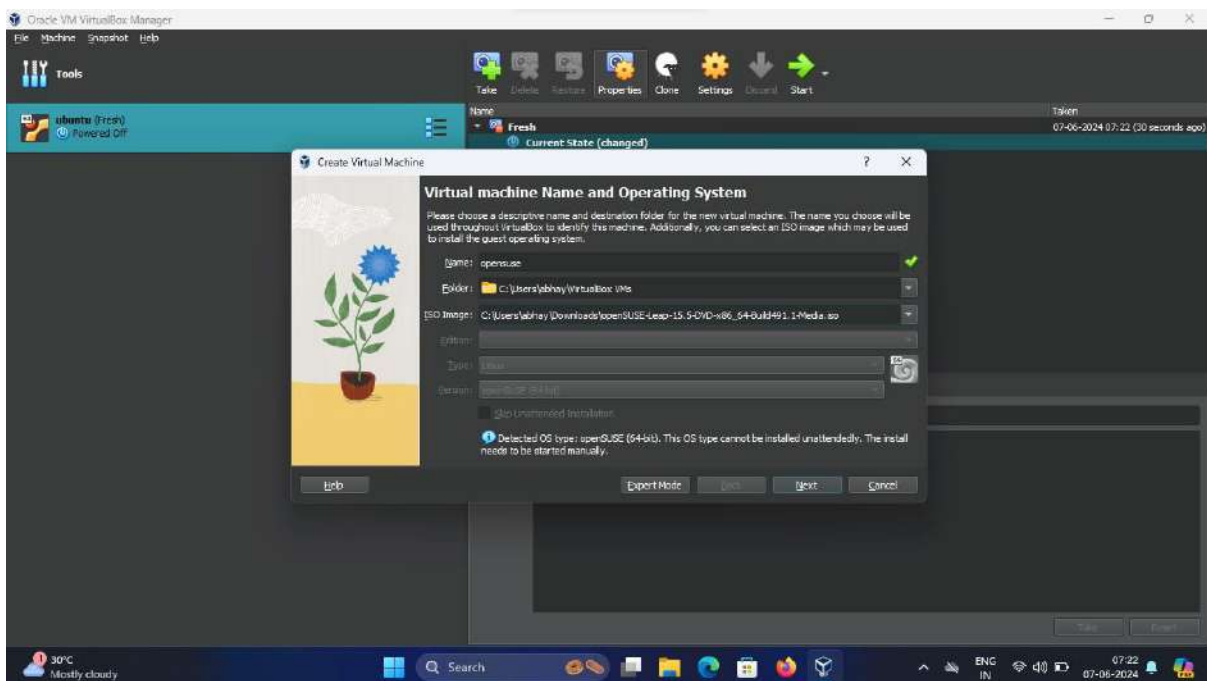 Oracle VM VirtualBox Manager
File Machine Snapshot Help
Tools
Take Delete Restore Properties Clone Settings Discard Start
Name Taken
ubuntu (Fresh)
Powered Off
Fresh 07-06-2024 07:22 (30 seconds ago)
Current State (changed)
Create Virtual Machine ? ×
Virtual machine Name and Operating System
Please choose a descriptive name and destination folder for the new virtual machine. The name you choose will be
used throughout VirtualBox to identify this machine. Additionally, you can select an ISO image which may be used
to install the guest operating system.
Name: opensuse
Folder: C:\Users\abhay\VirtualBox VMs
ISO Image: C:\Users\abhay\Downloads\openSUSE-Leap-15.5-DVD-x86_64-Build491.1-Media.iso
Edition:
Type: Linux
Version: openSUSE (64-bit)
Skip Unattended Installation
Detected OS type: openSUSE (64-bit). This OS type cannot be installed unattendedly. The install
needs to be started manually.
Help Expert Mode Back Next Cancel
Take Reset
1 30°C
Mostly cloudy
Search
ENG
IN
07:22
07-06-2024